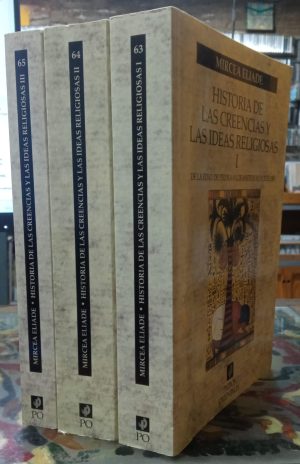 65
MIRCEA ELIADE • HISTORIA DE LAS CREENCIAS Y LAS IDEAS RELIGIOSAS III
PO
64
MIRCEA ELIADE • HISTORIA DE LAS CREENCIAS Y LAS IDEAS RELIGIOSAS II
PO
63
MIRCEA ELIADE • HISTORIA DE LAS CREENCIAS Y LAS IDEAS RELIGIOSAS I
PO
MIRCEA ELIADE
HISTORIA DE
LAS CREENCIAS Y
LAS IDEAS RELIGIOSAS
I